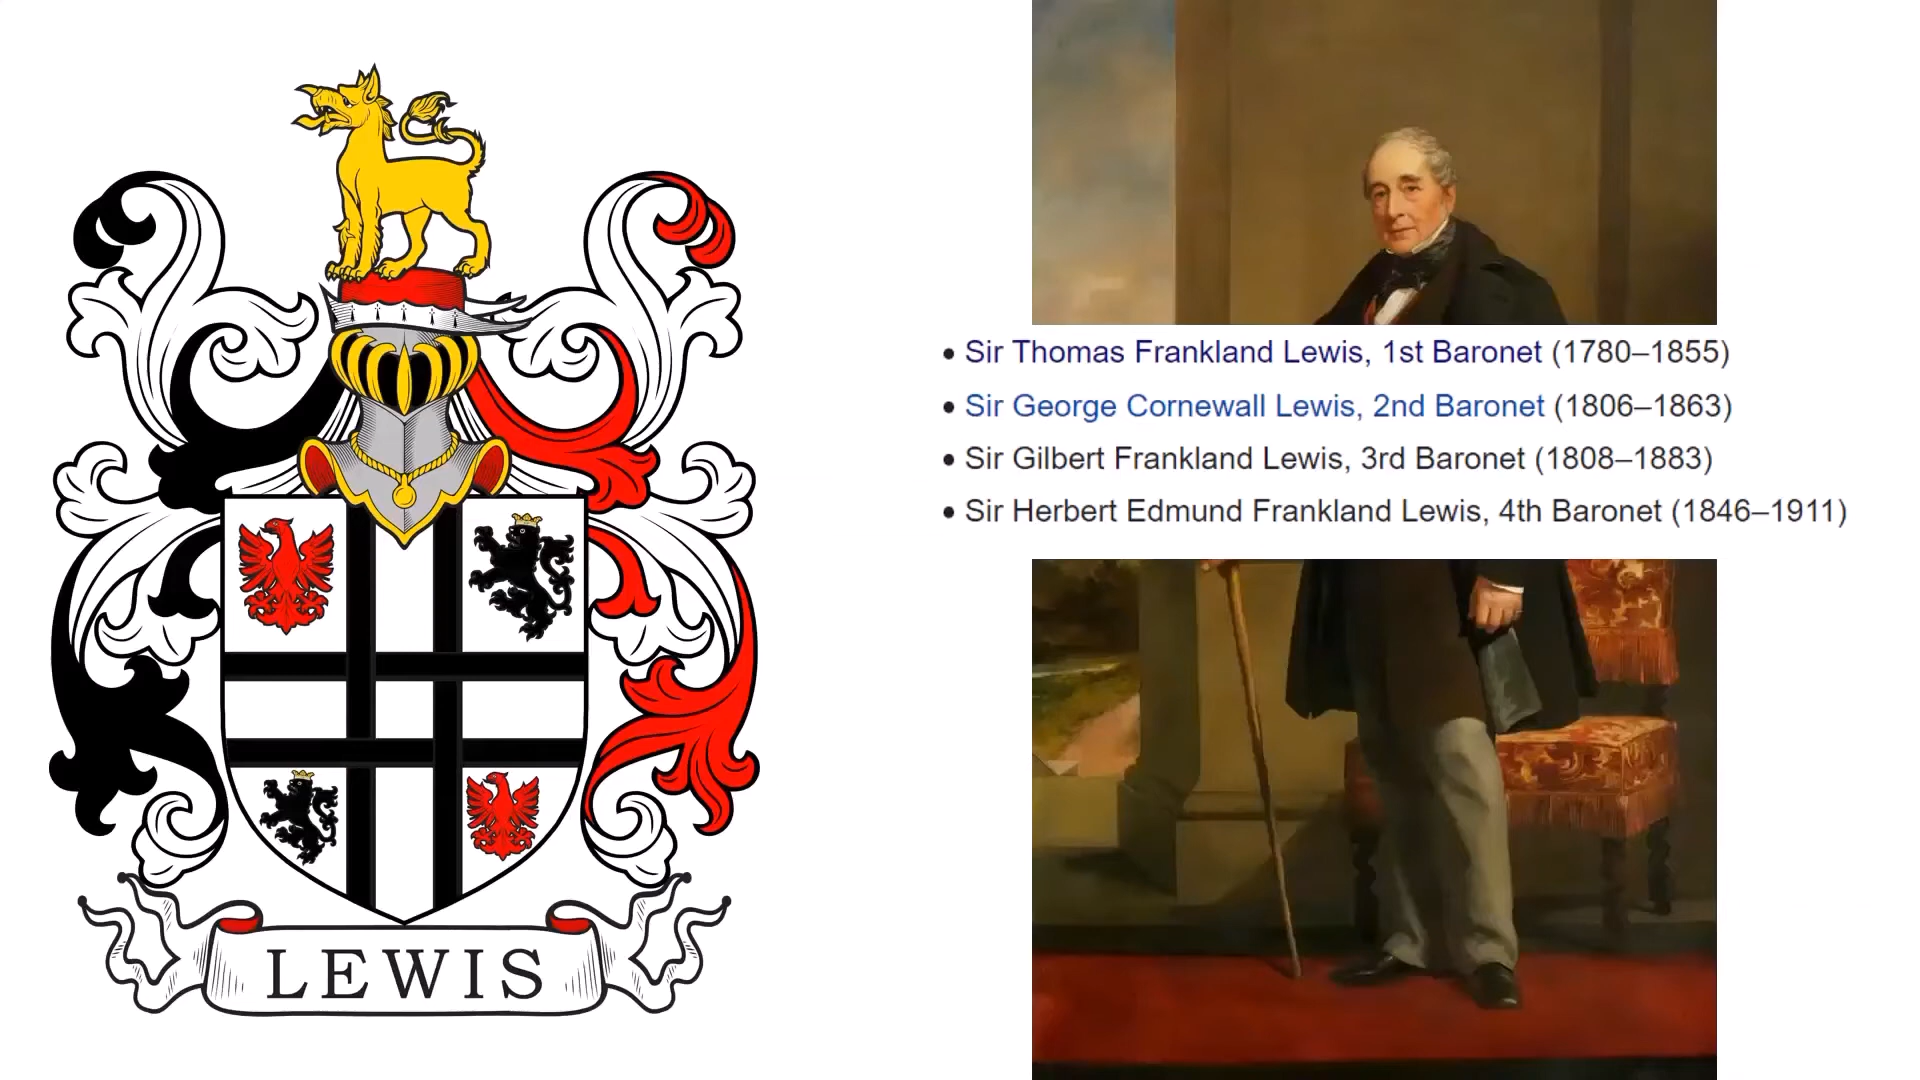 Sir Thomas Frankland Lewis, 1st Baronet (1780–1855)
Sir George Cornewall Lewis, 2nd Baronet (1806–1863)
Sir Gilbert Frankland Lewis, 3rd Baronet (1808–1883)
Sir Herbert Edmund Frankland Lewis, 4th Baronet (1846–1911)
LEWIS